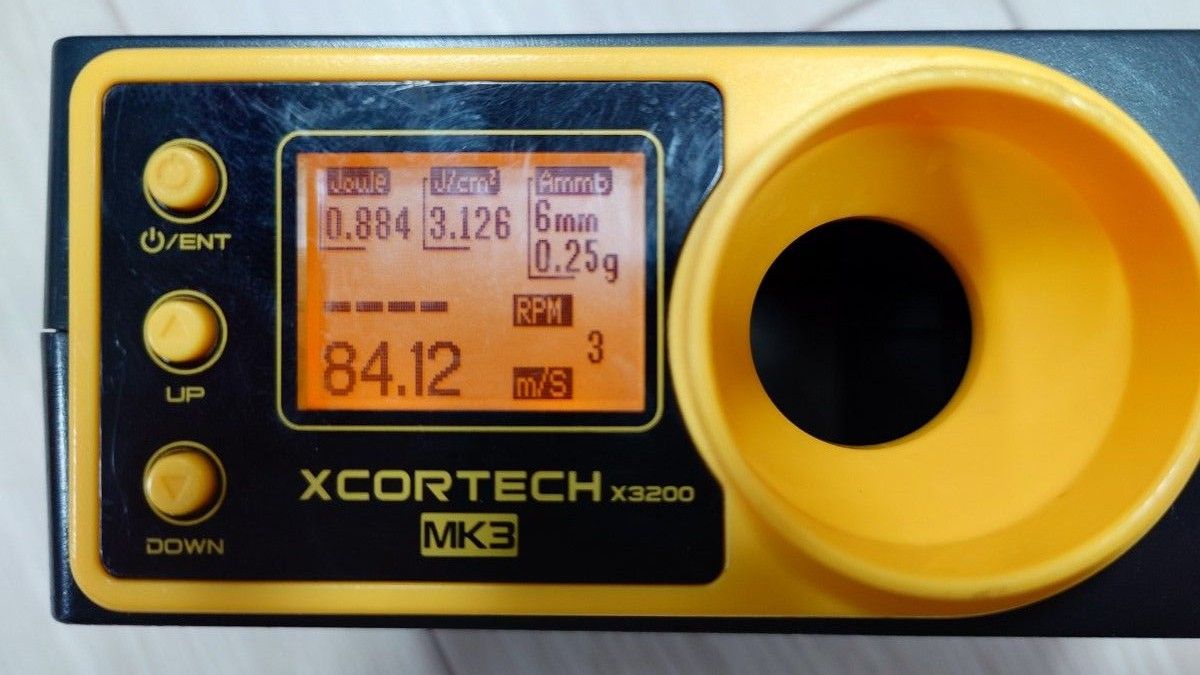 Joule J/cm² Ammb
0.884 3.126 6mm
0.25g
---- RPM
3
84.12 m/S
⏻/ENT
UP
DOWN
XCORTECH X3200
MK3